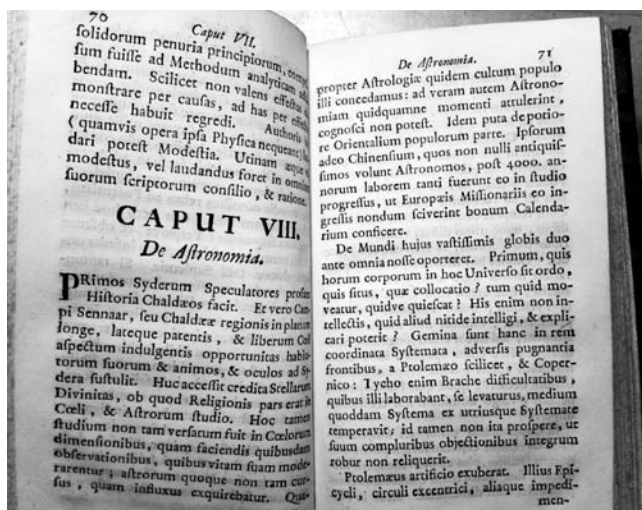 70
Caput VII.
solidorum penuria principiorum,
sum fuisse ad Methodum analyticam
bendam. Scilicet non valens effectus
monstrare per causas, ad has per
necesse habuit regredi. Authoris
(quamvis opera ipsa Physica nequeant)
dari potest Modestia. Utinam æque
modestus, vel laudandus foret in omnium
suorum scriptorum consilio, & ratione.
CAPUT VIII.
De Astronomia.
PRimos Syderum Speculatores profane
Historia Chaldæos facit. Et vero Cam-
pi Sennaar, seu Chaldææ regionis in planum
longe, lateque patentis, & liberum Cœli
aspectum indulgentis opportunitas
torum suorum & animos, & oculos ad Sy-
dera sustulit. Huc accessit credita Stellarum
Divinitas, ob quod Religionis pars erat in
Cœli, & Astrorum studio. Hoc tamen
studium non tam versatum fuit in Cœlorum
dimensionibus, quam faciendis quibusdam
observationibus, quibus vitam suam mode-
rarentur; astrorum quoque non tam cur-
sus, quam influxus exquirebatur. Qua-
De Astronomia.
71
propter Astrologiæ quidem cultum populo
illi concedamus: ad veram autem Astrono-
miam quidquamne momenti attulerint,
cognosci non potest. Idem puta de potio-
re Orientalium populorum parte. Ipsorum
adeo Chinensium, quos non nulli antiquis-
simos volunt Astronomos, post 4000. an-
norum laborem tanti fuerunt eo in studio
progressus, ut Europæis Missionariis eo in-
gressis nondum sciverint bonum Calenda-
rium conficere.
De Mundi hujus vastissimis globis duo
ante omnia nosse oporteret. Primum, quis
horum corporum in hoc Universo sit ordo,
quis situs, quæ collocatio? tum quid mo-
veatur, quidve quiescat? His enim non in-
tellectis, quid aliud nitide intelligi, & expli-
cari poterit? Gemina sunt hanc in rem
coordinata Systemata, adversis pugnantia
frontibus, a Ptolemæo scilicet, & Coper-
nico: Tycho enim Brache difficultatibus,
quibus illi laborabant, se levaturus, medium
quoddam Systema ex utriusque Systemate
temperavit; id tamen non ita prospere, ut
suum compluribus objectionibus integrum
robur non reliquerit.
Ptolemæus artificio exuberat. Illius Epi-
cycli, circuli excentrici, aliaque impedi-
men-